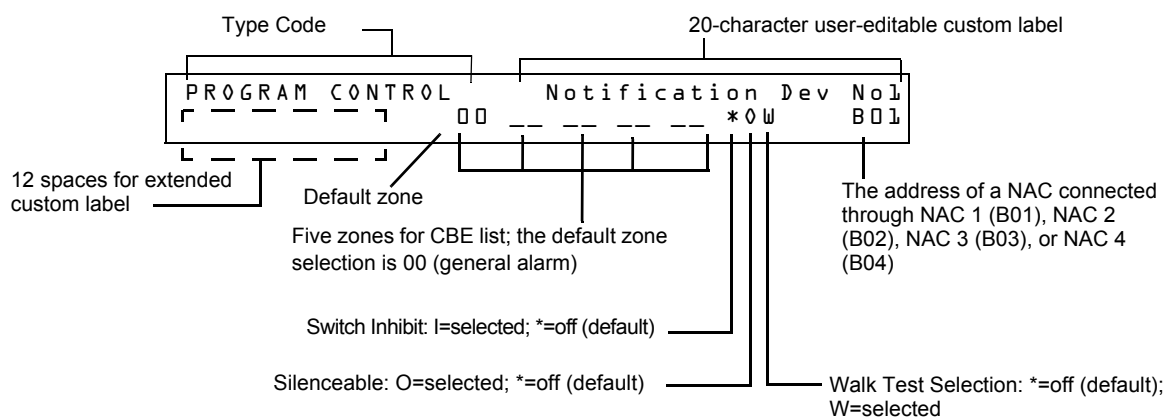 Type Code
20-character user-editable custom label
PROGRAM CONTROL Notification Dev No1
00 __ __ __ __ *OW B01
12 spaces for extended
custom label
Default zone
The address of a NAC connected
through NAC 1 (B01), NAC 2
(B02), NAC 3 (B03), or NAC 4
(B04)
Five zones for CBE list; the default zone
selection is 00 (general alarm)
Switch Inhibit: I=selected; *=off (default)
Silenceable: O=selected; *=off (default)
Walk Test Selection: *=off (default);
W=selected